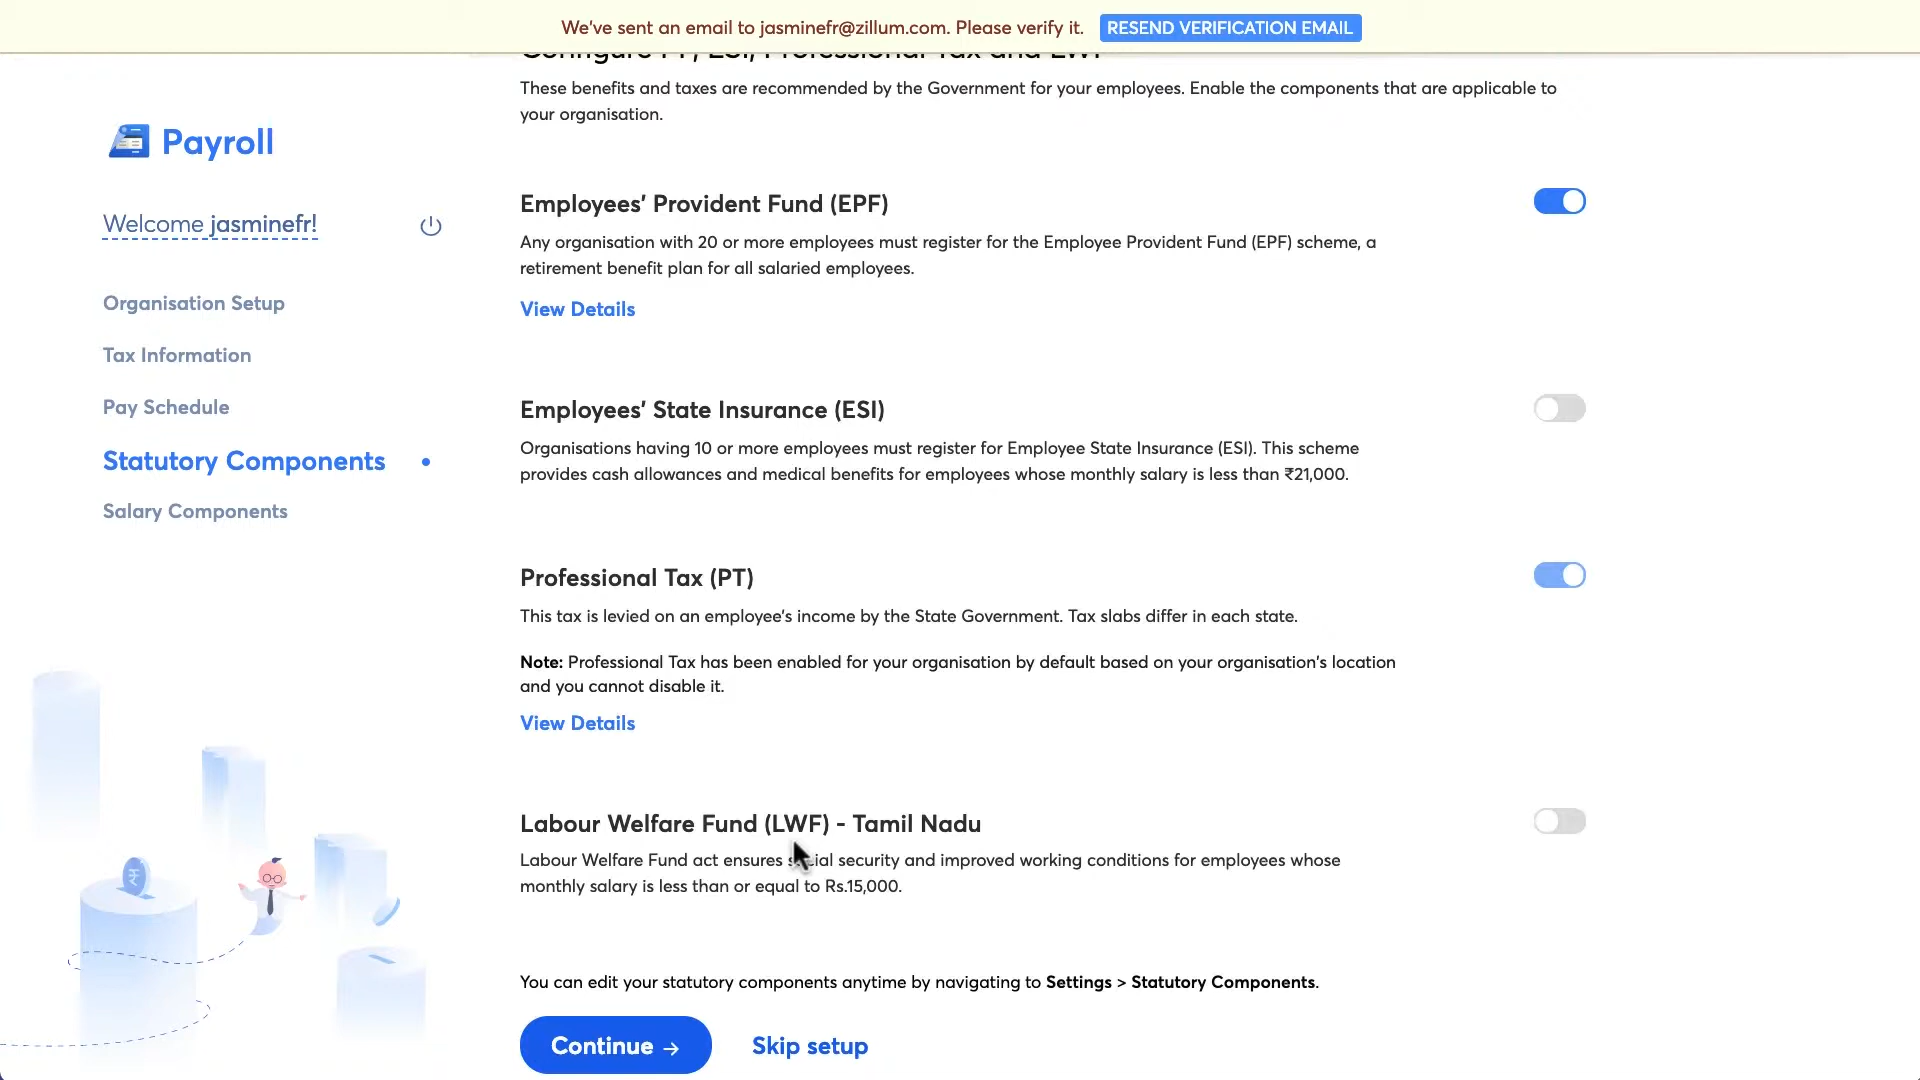 We've sent an email to jasminefr@zillum.com. Please verify it. RESEND VERIFICATION EMAIL
Payroll
Welcome jasminefr!
Organisation Setup
Tax Information
Pay Schedule
Statutory Components
Salary Components
These benefits and taxes are recommended by the Government for your employees. Enable the components that are applicable to
your organisation.
Employees' Provident Fund (EPF)
Any organisation with 20 or more employees must register for the Employee Provident Fund (EPF) scheme, a
retirement benefit plan for all salaried employees.
View Details
Employees' State Insurance (ESI)
Organisations having 10 or more employees must register for Employee State Insurance (ESI). This scheme
provides cash allowances and medical benefits for employees whose monthly salary is less than ₹21,000.
Professional Tax (PT)
This tax is levied on an employee's income by the State Government. Tax slabs differ in each state.
Note: Professional Tax has been enabled for your organisation by default based on your organisation's location
and you cannot disable it.
View Details
Labour Welfare Fund (LWF) - Tamil Nadu
Labour Welfare Fund act ensures social security and improved working conditions for employees whose
monthly salary is less than or equal to Rs.15,000.
You can edit your statutory components anytime by navigating to Settings > Statutory Components.
Continue →
Skip setup
₹